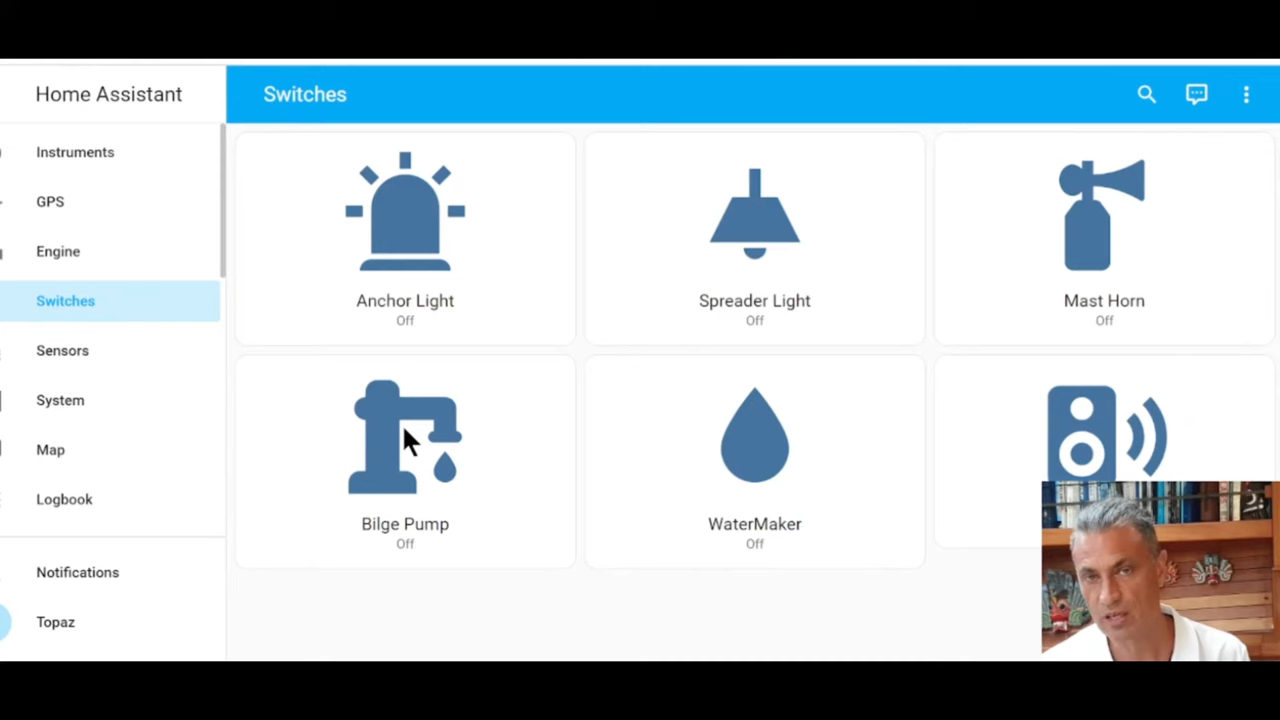 Home Assistant
Switches
Instruments
GPS
Engine
Switches
Sensors
System
Map
Logbook
Notifications
Topaz
Anchor Light
Off
Spreader Light
Off
Mast Horn
Off
Bilge Pump
Off
WaterMaker
Off